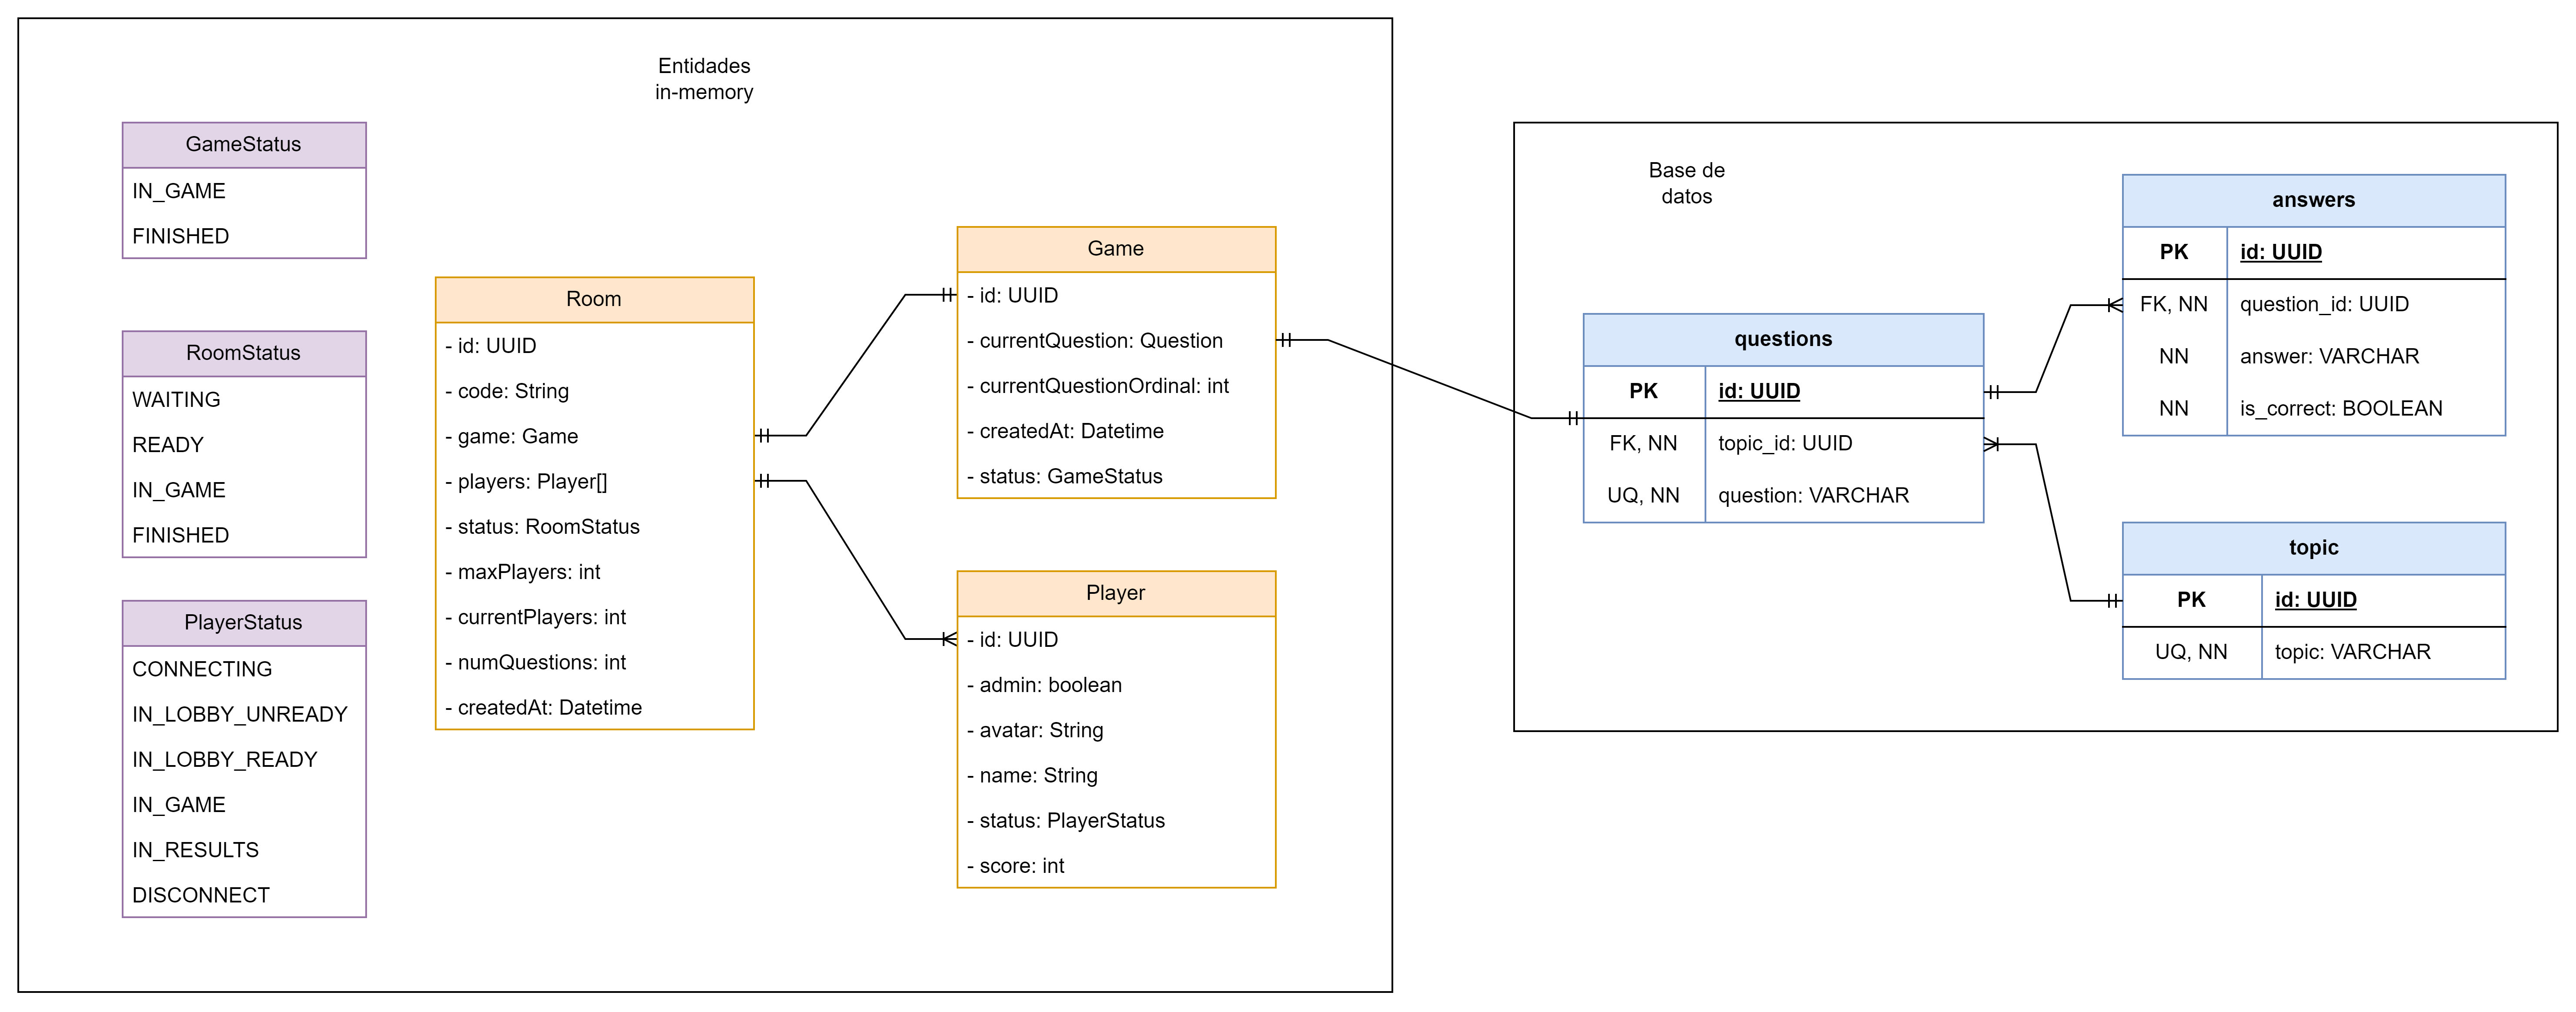 Entidades
in-memory
GameStatus
IN_GAME
FINISHED
RoomStatus
WAITING
READY
IN_GAME
FINISHED
PlayerStatus
CONNECTING
IN_LOBBY_UNREADY
IN_LOBBY_READY
IN_GAME
IN_RESULTS
DISCONNECT
Room
- id: UUID
- code: String
- game: Game
- players: Player[]
- status: RoomStatus
- maxPlayers: int
- currentPlayers: int
- numQuestions: int
- createdAt: Datetime
Game
- id: UUID
- currentQuestion: Question
- currentQuestionOrdinal: int
- createdAt: Datetime
- status: GameStatus
Player
- id: UUID
- admin: boolean
- avatar: String
- name: String
- status: PlayerStatus
- score: int
Base de
datos
questions
PK id: UUID
FK, NN topic_id: UUID
UQ, NN question: VARCHAR
answers
PK id: UUID
FK, NN question_id: UUID
NN answer: VARCHAR
NN is_correct: BOOLEAN
topic
PK id: UUID
UQ, NN topic: VARCHAR